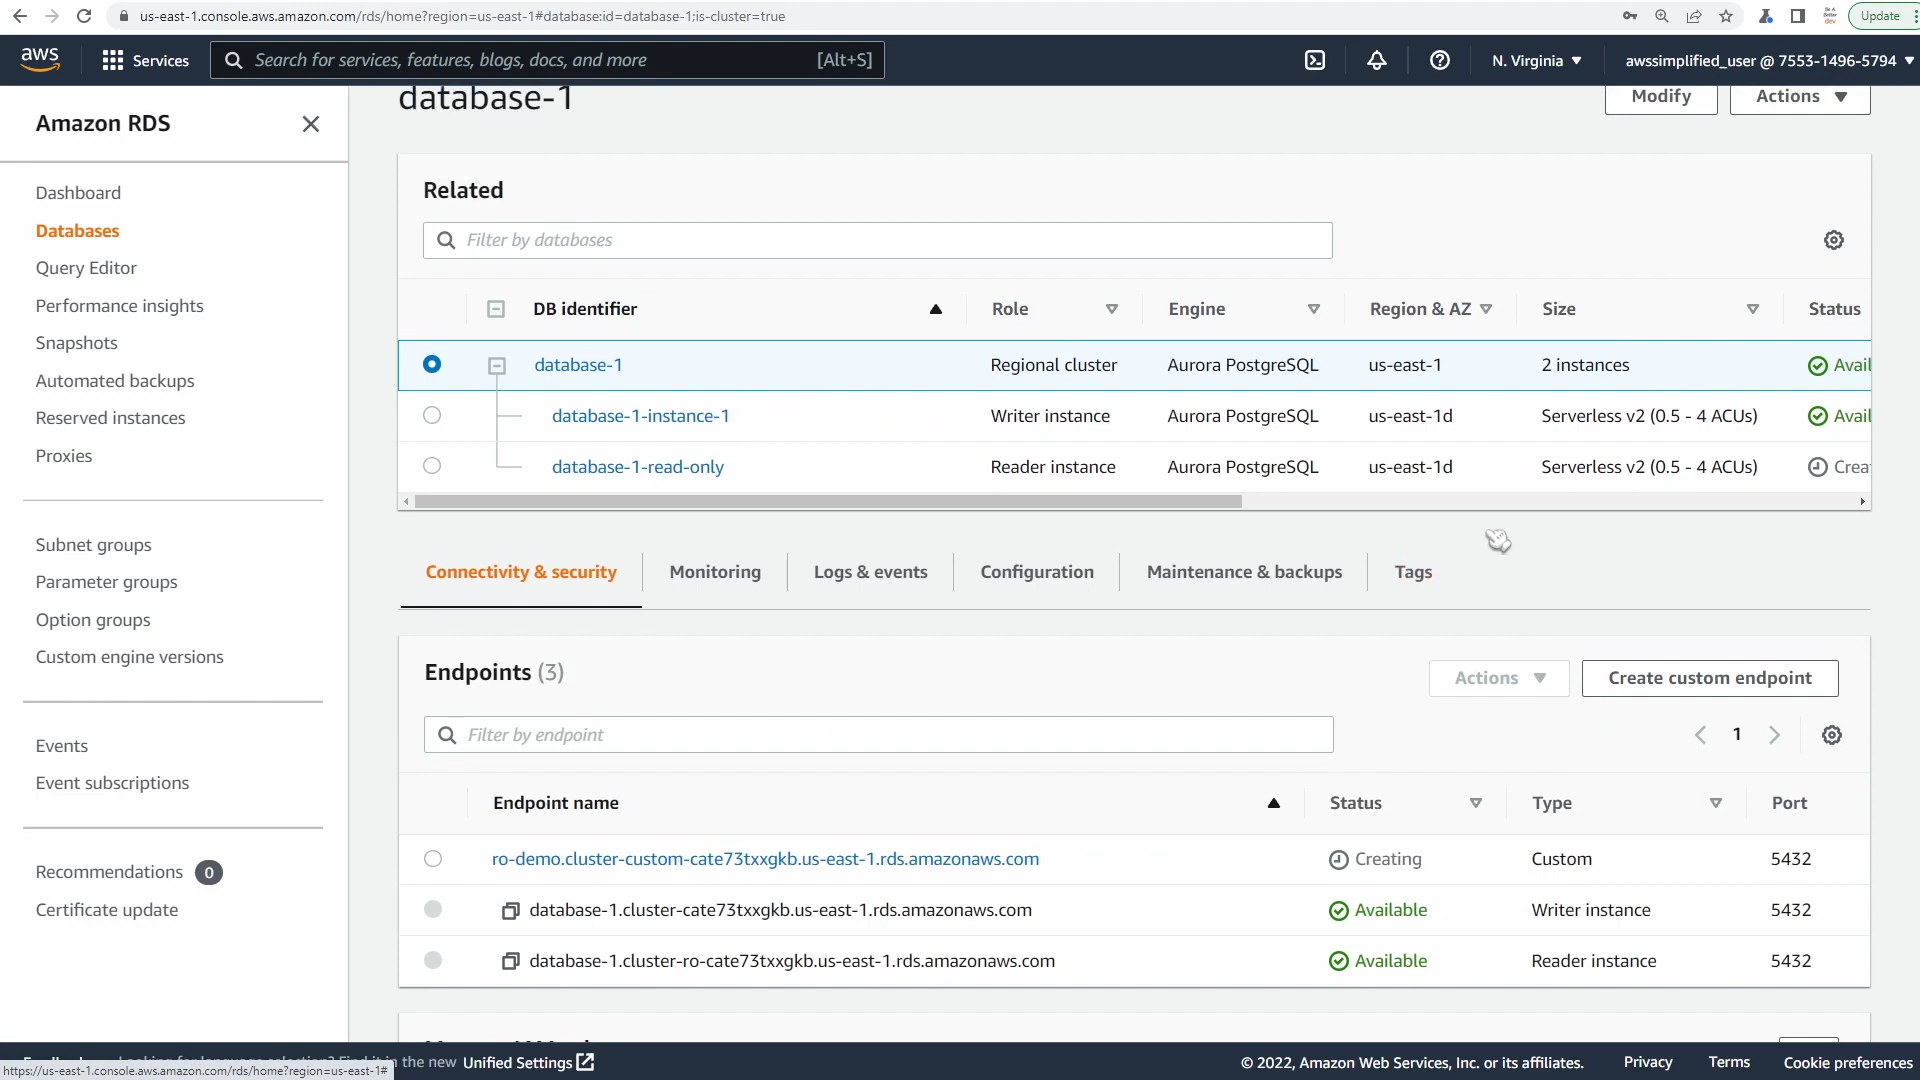 us-east-1.console.aws.amazon.com/rds/home?region=us-east-1#database:id=database-1;is-cluster=true
Update
aws
Services
Search for services, features, blogs, docs, and more
[Alt+S]
N. Virginia
awssimplified_user @ 7553-1496-5794
Amazon RDS
Dashboard
Databases
Query Editor
Performance insights
Snapshots
Automated backups
Reserved instances
Proxies
Subnet groups
Parameter groups
Option groups
Custom engine versions
Events
Event subscriptions
Recommendations 0
Certificate update
database-1
Modify
Actions
Related
Filter by databases
DB identifier Role Engine Region & AZ Size Status
database-1 Regional cluster Aurora PostgreSQL us-east-1 2 instances Avail
database-1-instance-1 Writer instance Aurora PostgreSQL us-east-1d Serverless v2 (0.5 - 4 ACUs) Avail
database-1-read-only Reader instance Aurora PostgreSQL us-east-1d Serverless v2 (0.5 - 4 ACUs) Crea
Connectivity & security Monitoring Logs & events Configuration Maintenance & backups Tags
Endpoints (3)
Actions
Create custom endpoint
Filter by endpoint
1
Endpoint name Status Type Port
ro-demo.cluster-custom-cate73txxgkb.us-east-1.rds.amazonaws.com Creating Custom 5432
database-1.cluster-cate73txxgkb.us-east-1.rds.amazonaws.com Available Writer instance 5432
database-1.cluster-ro-cate73txxgkb.us-east-1.rds.amazonaws.com Available Reader instance 5432
the new Unified Settings
© 2022, Amazon Web Services, Inc. or its affiliates. Privacy Terms Cookie preferences
https://us-east-1.console.aws.amazon.com/rds/home?region=us-east-1#